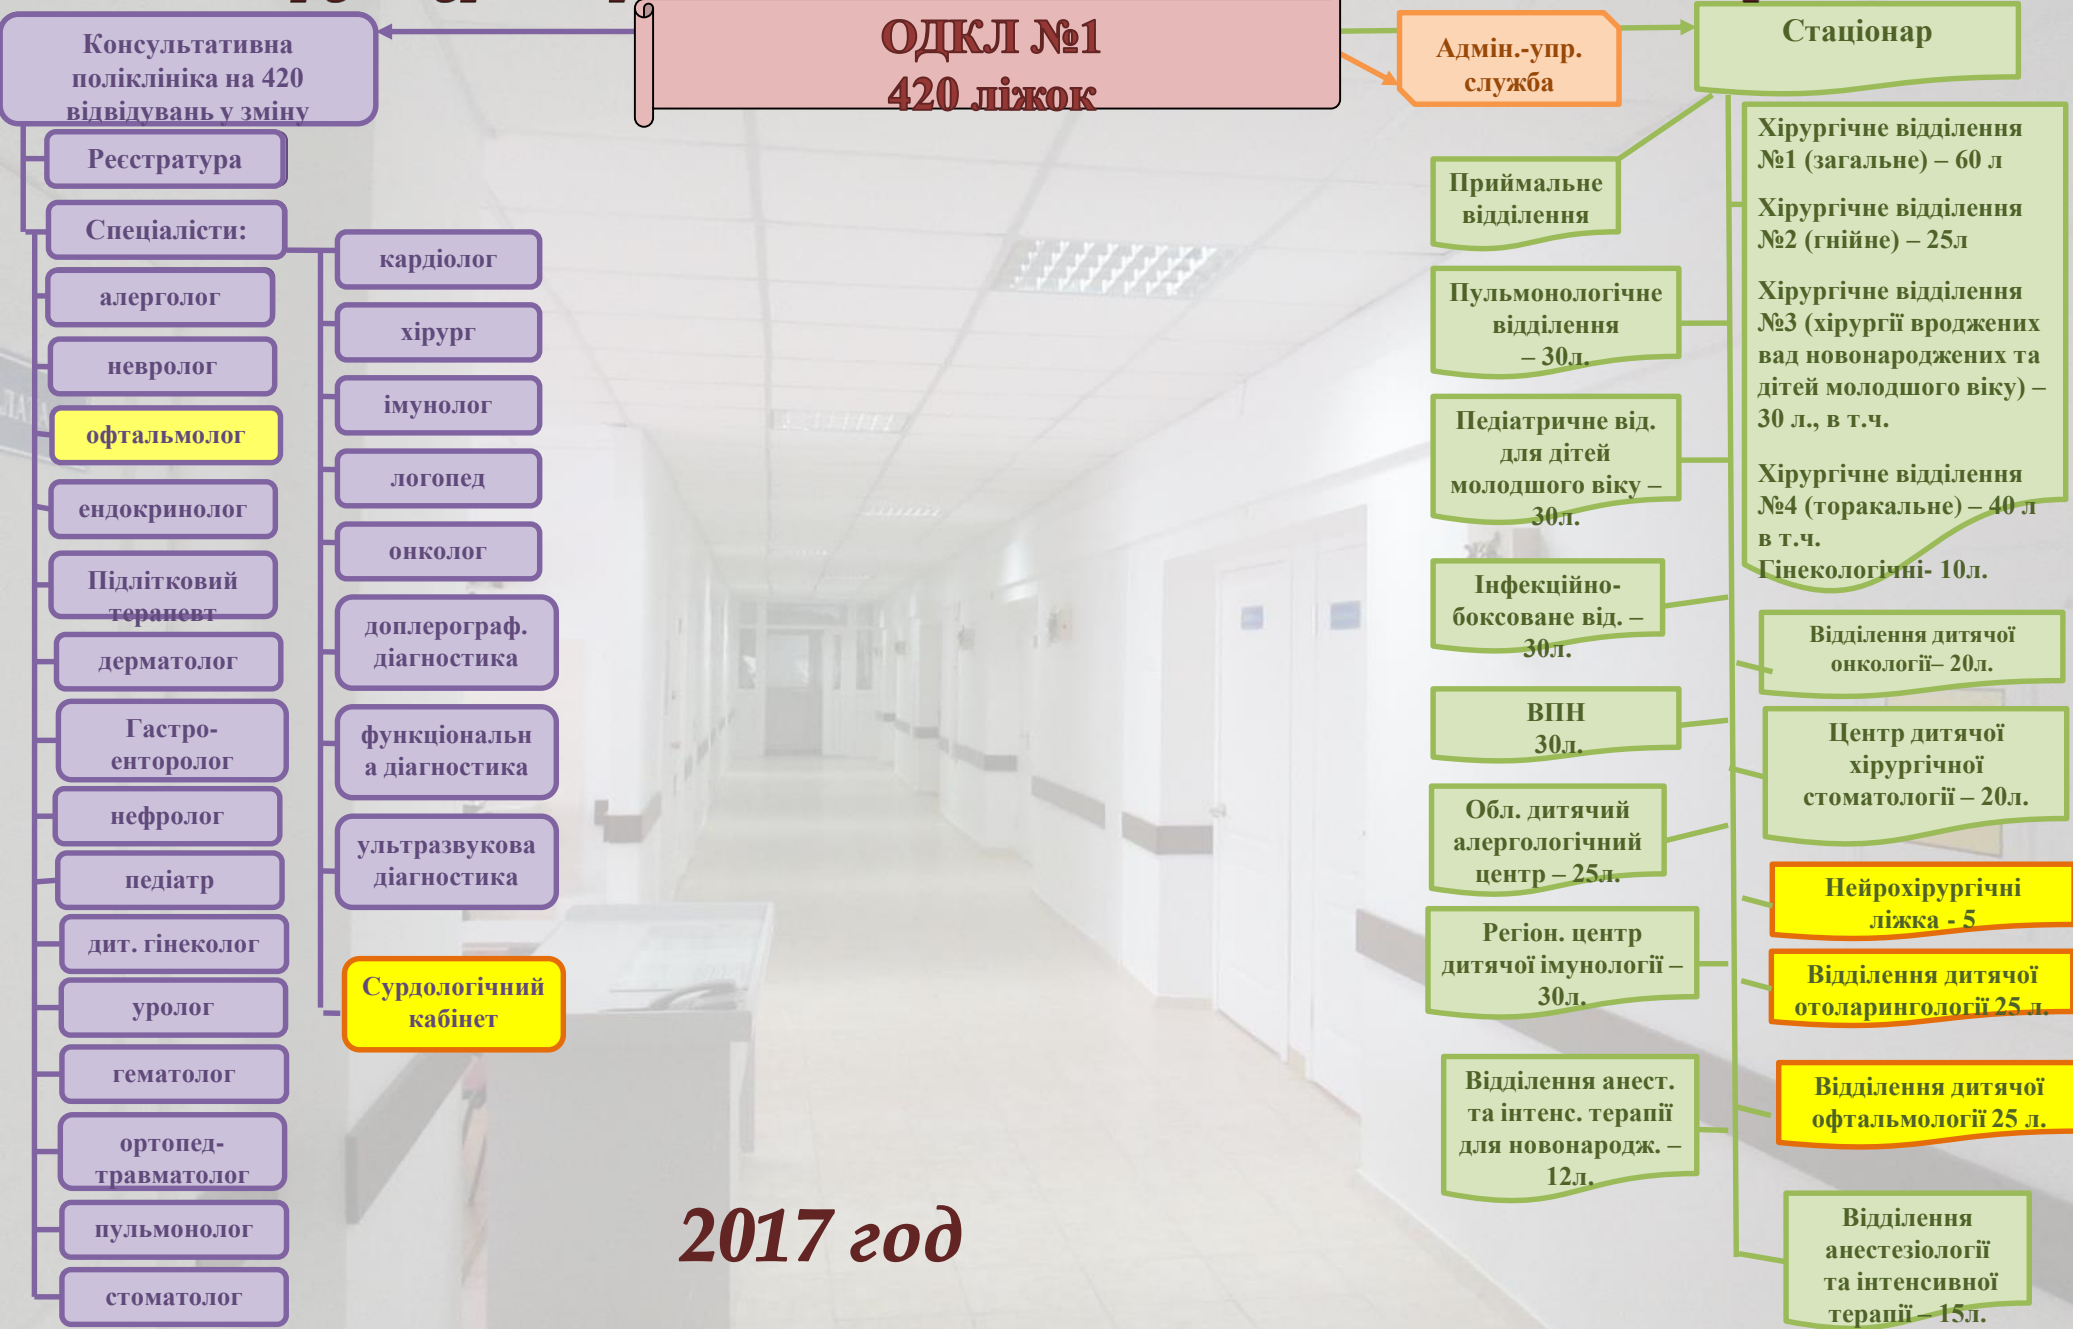 ОДКЛ №1
420 ліжок
Консультативна
поліклініка на 420
відвідувань у зміну
Реєстратура
Спеціалісти:
алерголог
невролог
офтальмолог
ендокринолог
Підлітковий
терапевт
дерматолог
Гастро-
енторолог
нефролог
педіатр
дит. гінеколог
уролог
гематолог
ортопед-
травматолог
пульмонолог
стоматолог
кардіолог
хірург
імунолог
логопед
онколог
доплерограф.
діагностика
функціональн
а діагностика
ультразвукова
діагностика
Сурдологічний
кабінет
2017 год
Адмін.-упр.
служба
Стаціонар
Приймальне
відділення
Пульмонологічне
відділення
– 30л.
Педіатричне від.
для дітей
молодшого віку –
30л.
Інфекційно-
боксоване від. –
30л.
ВПН
30л.
Обл. дитячий
алергологічний
центр – 25л.
Регіон. центр
дитячої імунології –
30л.
Відділення анест.
та інтенс. терапії
для новонародж. –
12л.
Хірургічне відділення
№1 (загальне) – 60 л
Хірургічне відділення
№2 (гнійне) – 25л
Хірургічне відділення
№3 (хірургії вроджених
вад новонароджених та
дітей молодшого віку) –
30 л., в т.ч.
Хірургічне відділення
№4 (торакальне) – 40 л
в т.ч.
Гінекологічні- 10л.
Відділення дитячої
онкології– 20л.
Центр дитячої
хірургічної
стоматології – 20л.
Нейрохірургічні
ліжка - 5
Відділення дитячої
отоларингології 25 л.
Відділення дитячої
офтальмології 25 л.
Відділення
анестезіології
та інтенсивної
терапії – 15л.